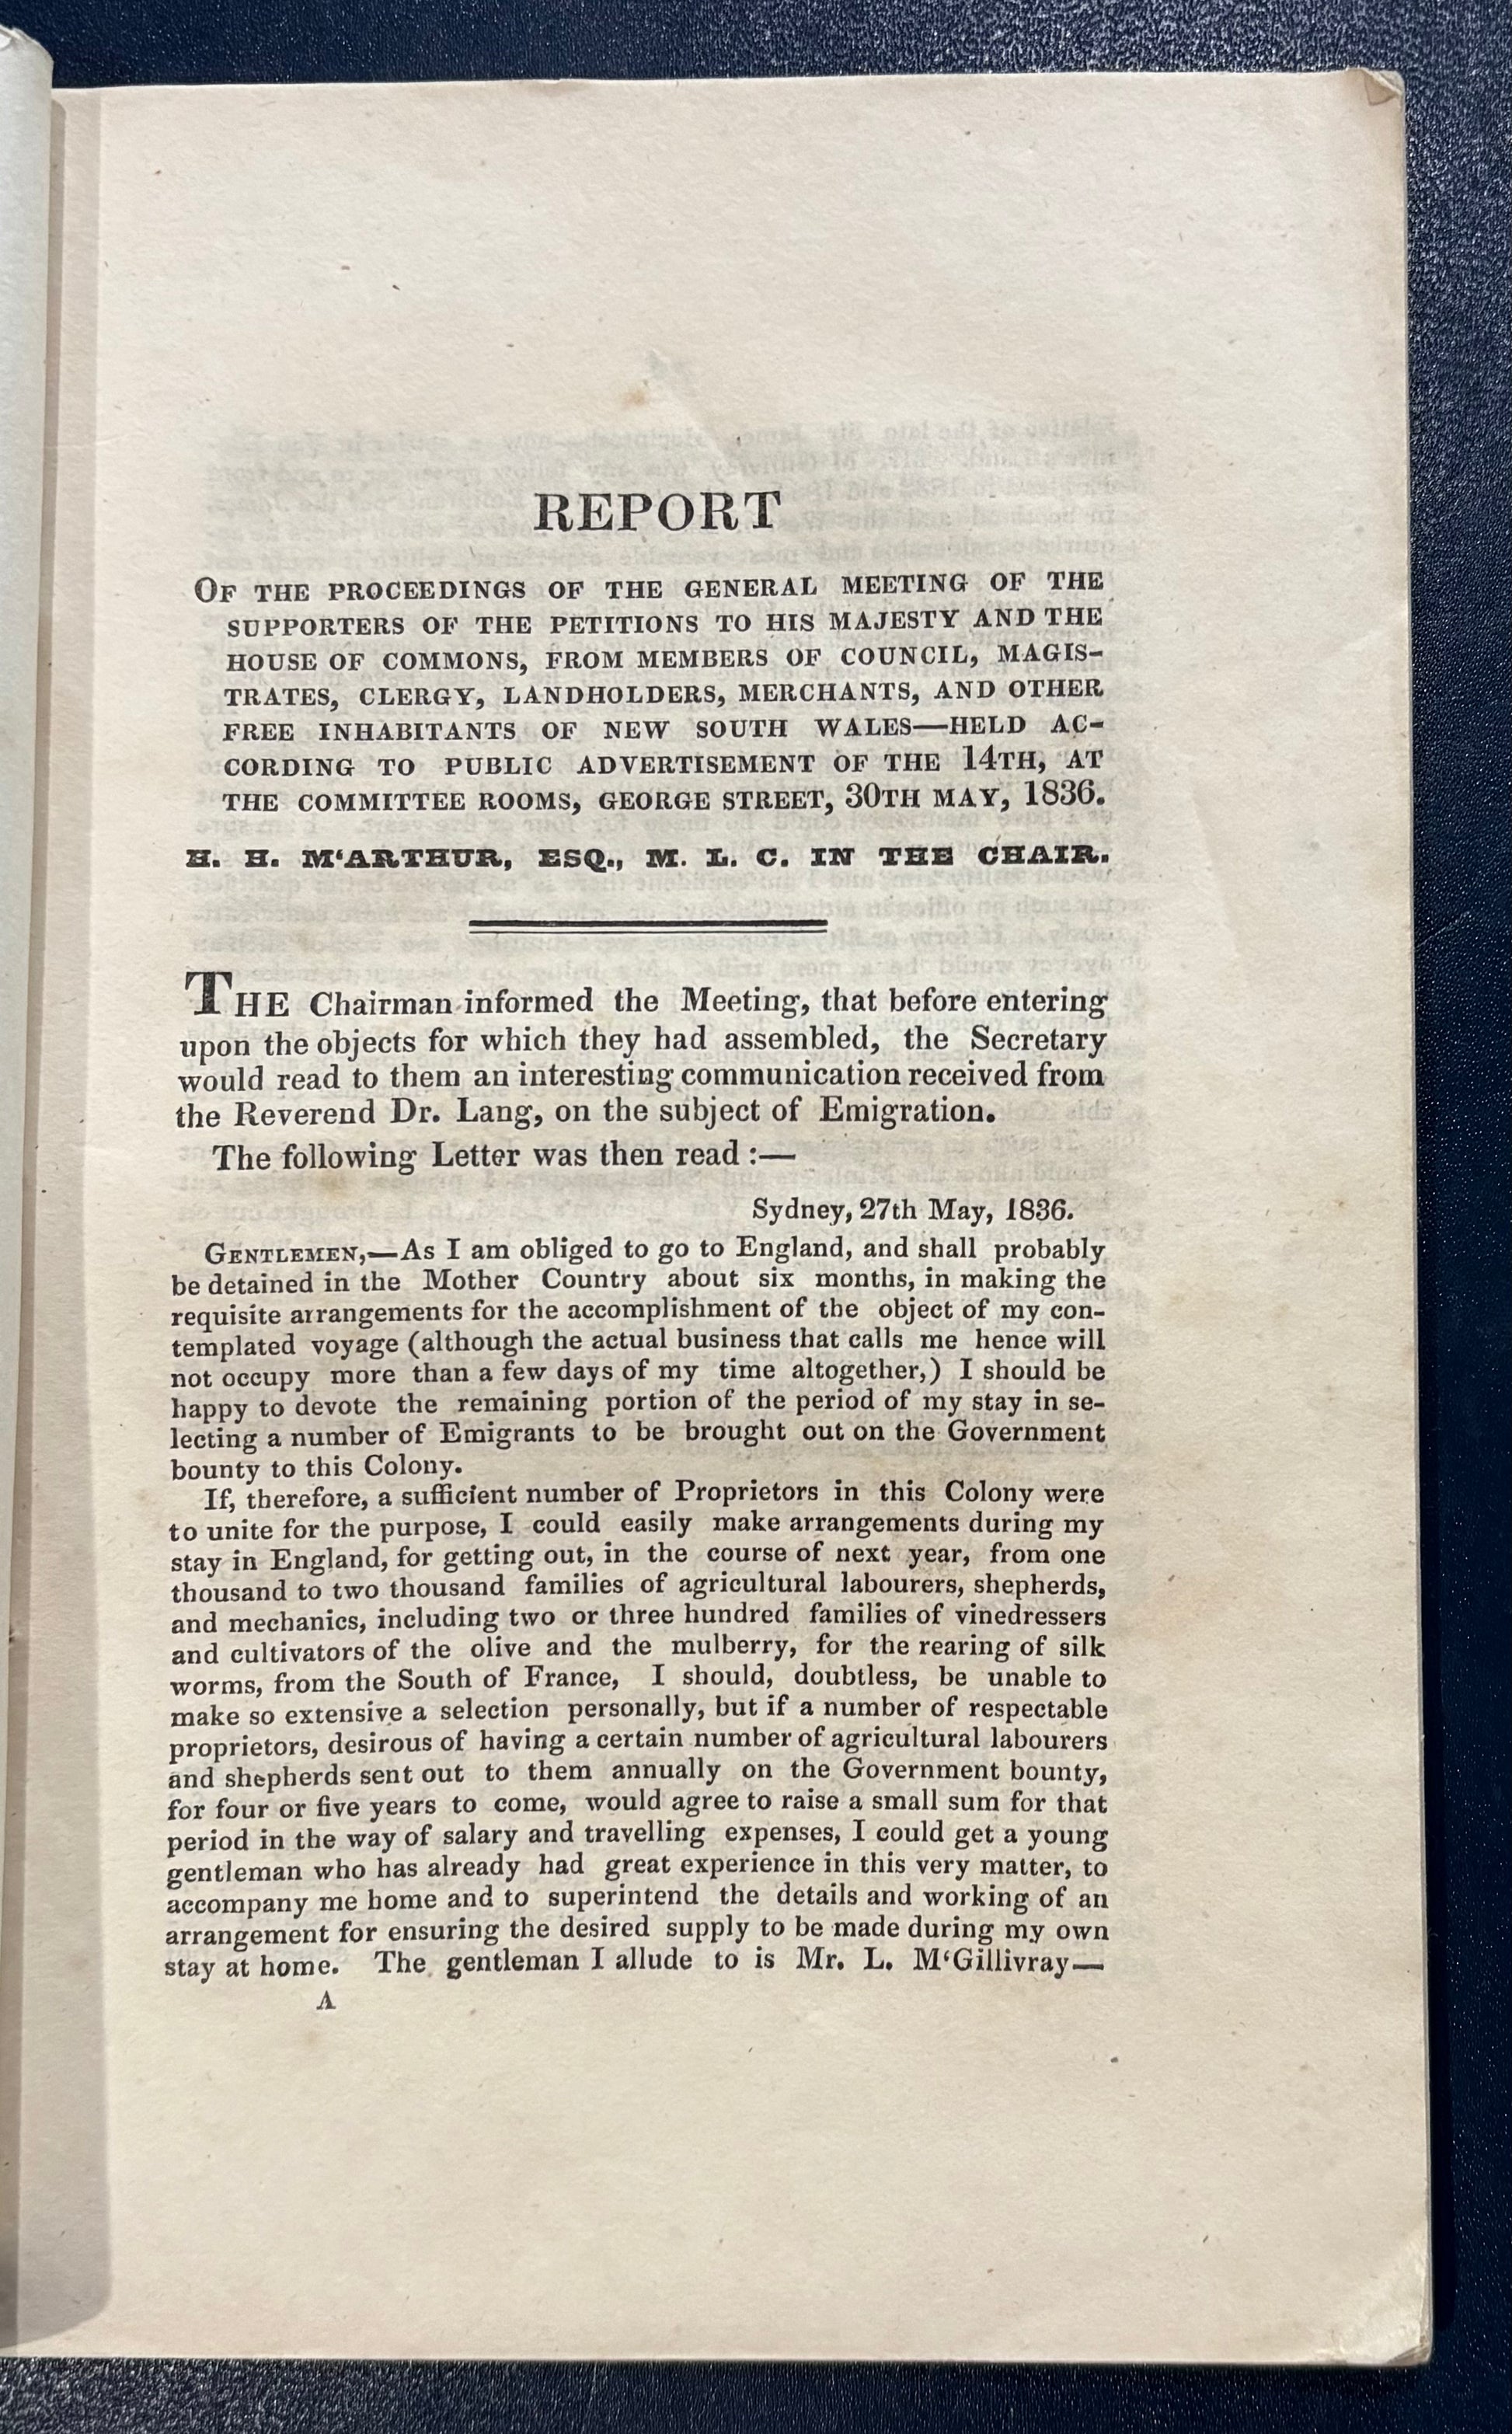 REPORT
OF THE PROCEEDINGS OF THE GENERAL MEETING OF THE
SUPPORTERS OF THE PETITIONS TO HIS MAJESTY AND THE
HOUSE OF COMMONS, FROM MEMBERS OF COUNCIL, MAGIS-
TRATES, CLERGY, LANDHOLDERS, MERCHANTS, AND OTHER
FREE INHABITANTS OF NEW SOUTH WALES—HELD AC-
CORDING TO PUBLIC ADVERTISEMENT OF THE 14TH, AT
THE COMMITTEE ROOMS, GEORGE STREET, 30TH MAY, 1836.
H. H. M‘ARTHUR, ESQ., M. L. C. IN THE CHAIR.
THE Chairman informed the Meeting, that before entering
upon the objects for which they had assembled, the Secretary
would read to them an interesting communication received from
the Reverend Dr. Lang, on the subject of Emigration.
The following Letter was then read :—
Sydney, 27th May, 1836.
GENTLEMEN,—As I am obliged to go to England, and shall probably
be detained in the Mother Country about six months, in making the
requisite arrangements for the accomplishment of the object of my con-
templated voyage (although the actual business that calls me hence will
not occupy more than a few days of my time altogether,) I should be
happy to devote the remaining portion of the period of my stay in se-
lecting a number of Emigrants to be brought out on the Government
bounty to this Colony.
If, therefore, a sufficient number of Proprietors in this Colony were
to unite for the purpose, I could easily make arrangements during my
stay in England, for getting out, in the course of next year, from one
thousand to two thousand families of agricultural labourers, shepherds,
and mechanics, including two or three hundred families of vinedressers
and cultivators of the olive and the mulberry, for the rearing of silk
worms, from the South of France, I should, doubtless, be unable to
make so extensive a selection personally, but if a number of respectable
proprietors, desirous of having a certain number of agricultural labourers
and shepherds sent out to them annually on the Government bounty,
for four or five years to come, would agree to raise a small sum for that
period in the way of salary and travelling expenses, I could get a young
gentleman who has already had great experience in this very matter, to
accompany me home and to superintend the details and working of an
arrangement for ensuring the desired supply to be made during my own
stay at home. The gentleman I allude to is Mr. L. M‘Gillivray—
A